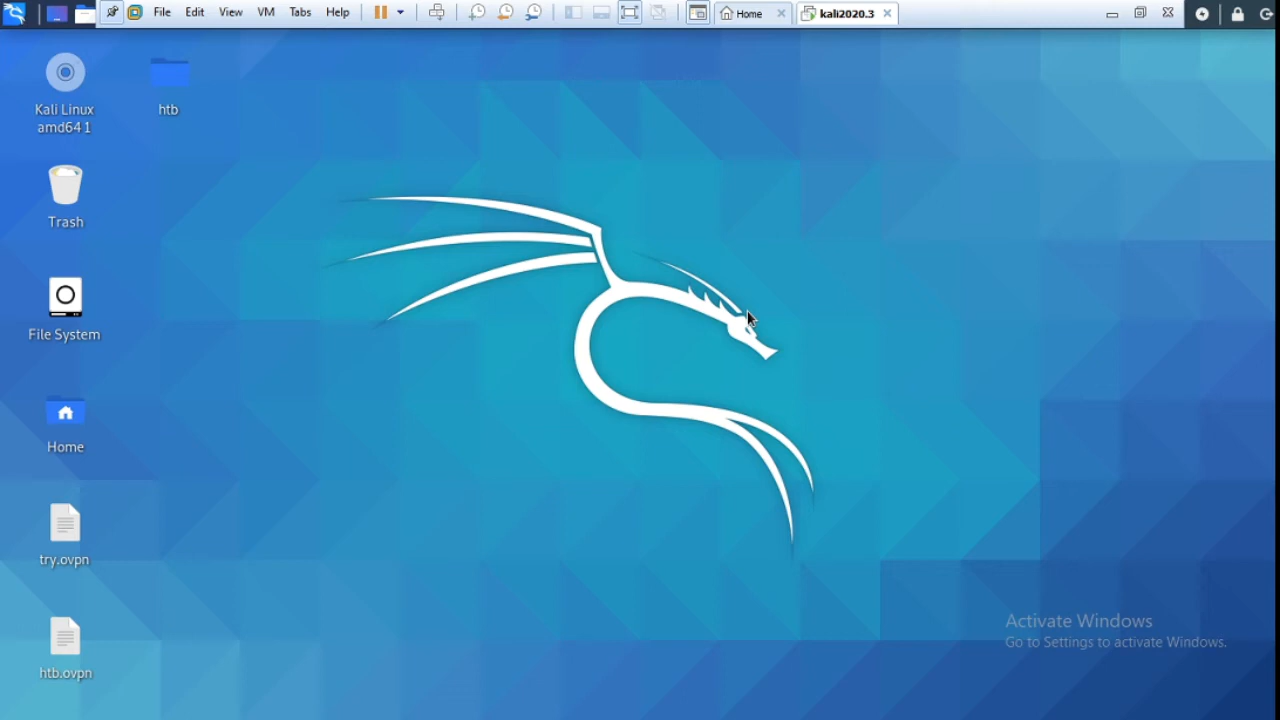 File Edit View VM Tabs Help Home kali2020.3
Kali Linux
amd64 1
htb
Trash
File System
Home
try.ovpn
htb.ovpn
Activate Windows
Go to Settings to activate Windows.